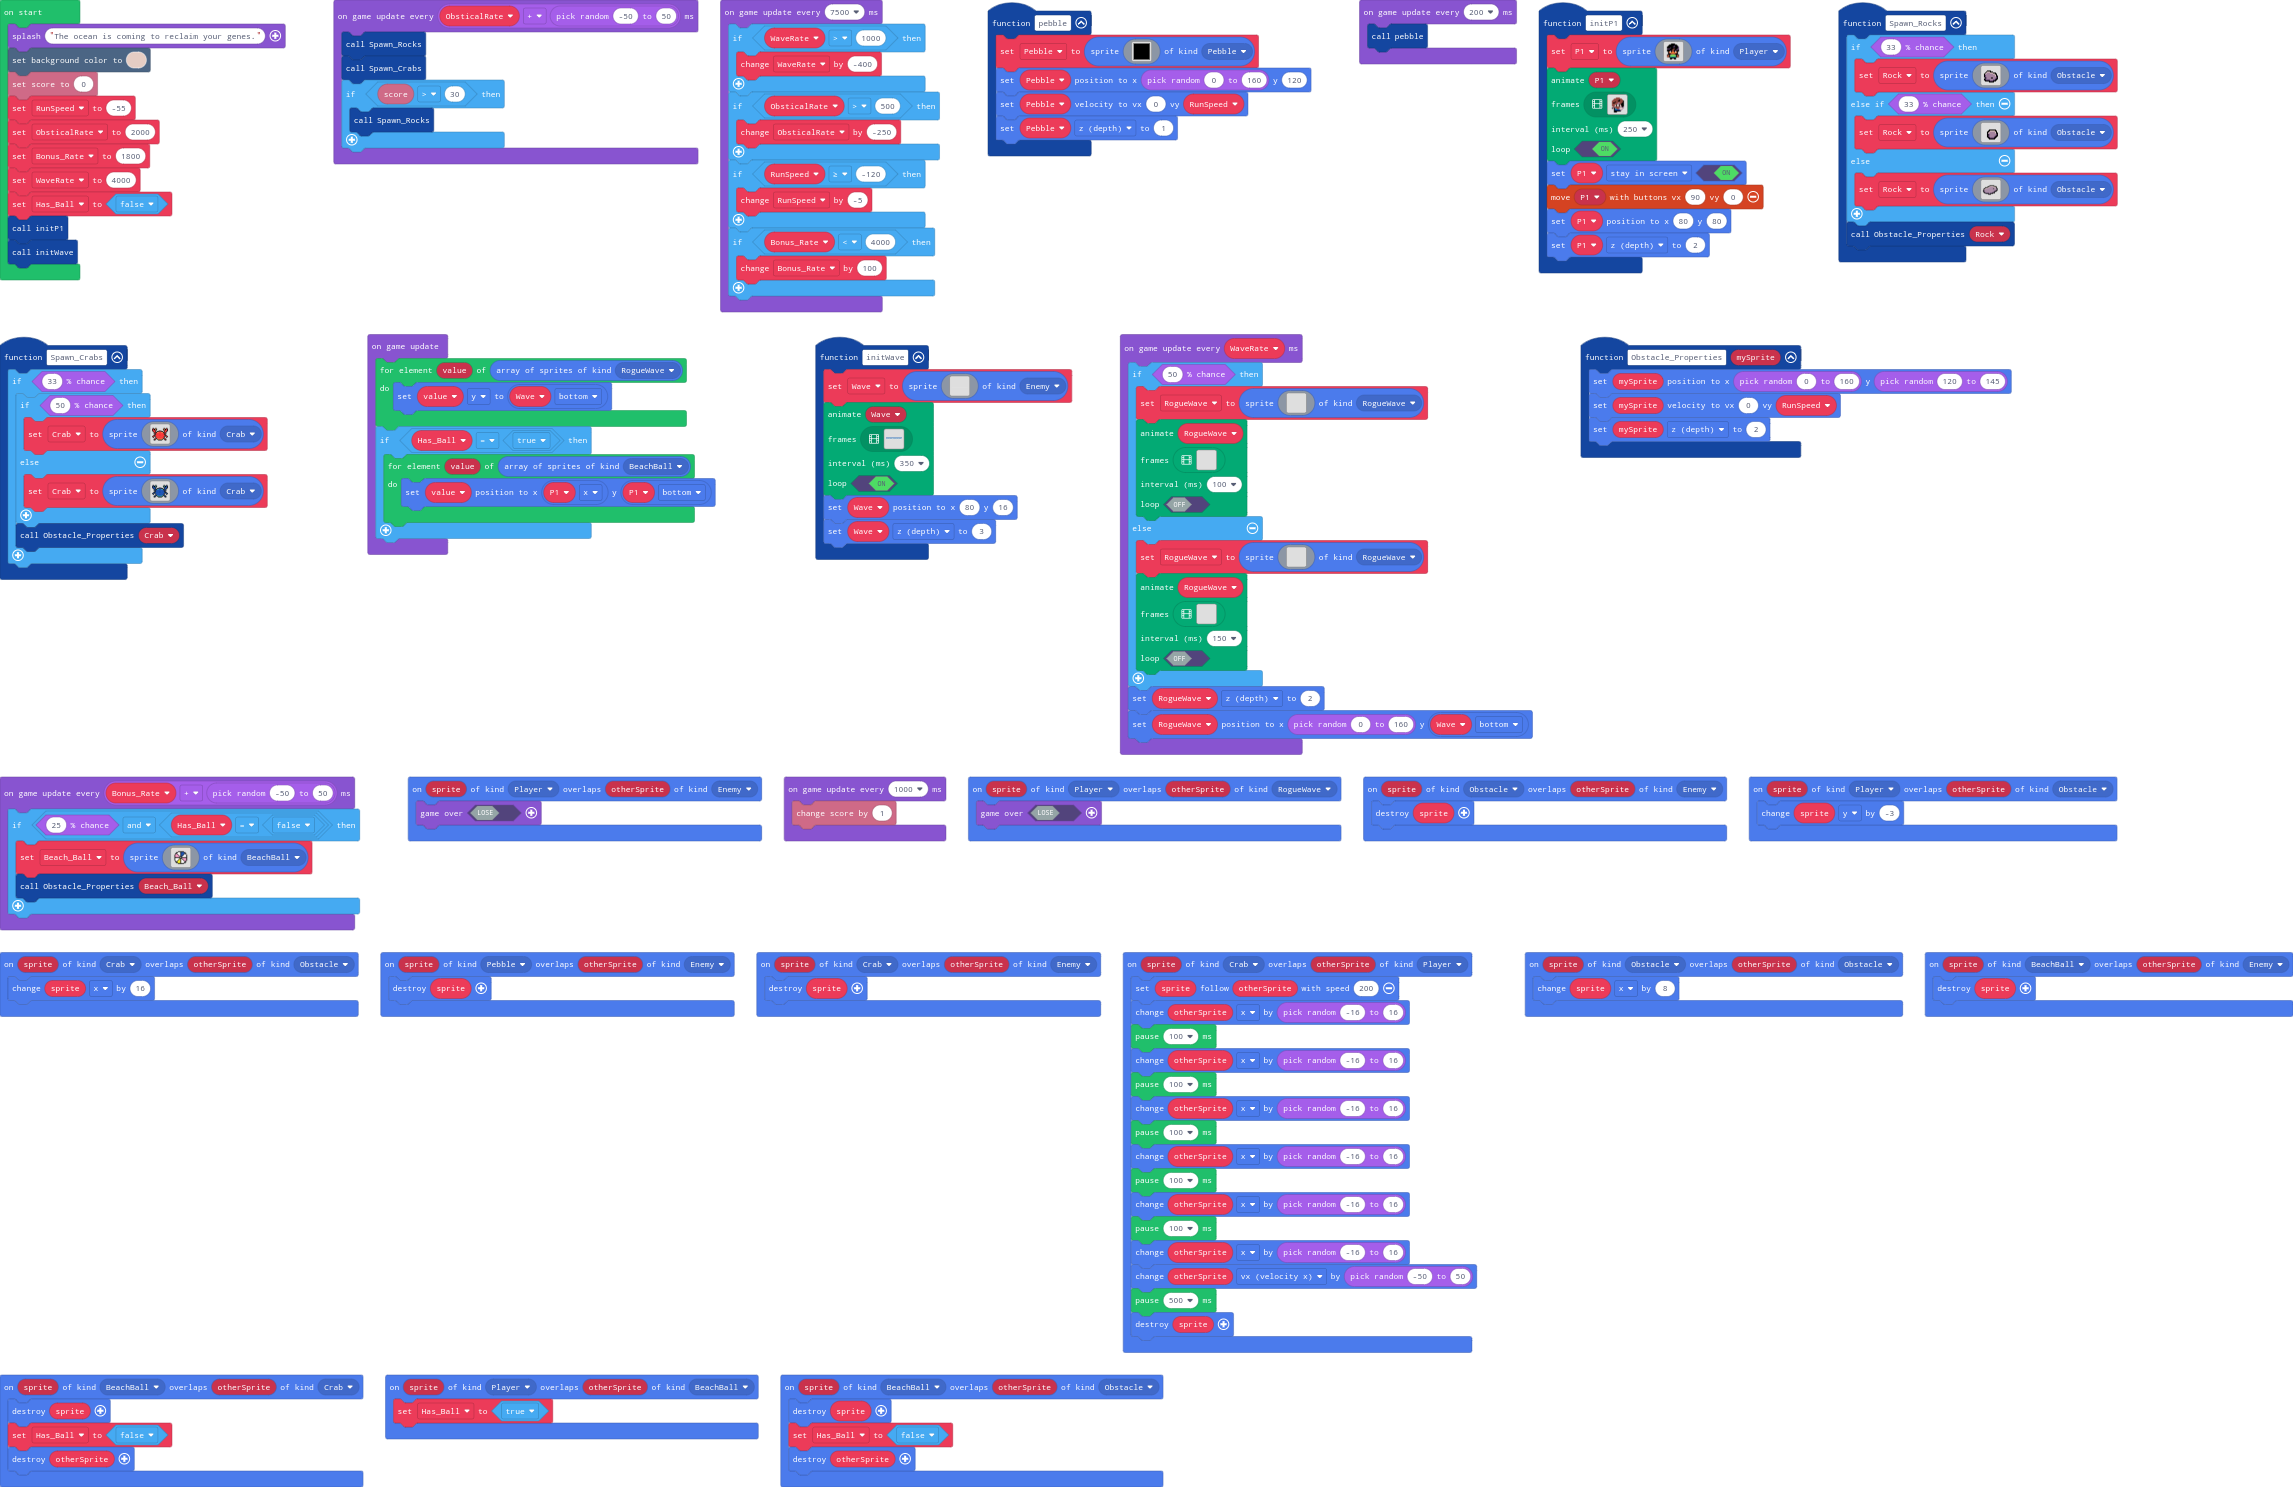 on start
splash "The ocean is coming to reclaim your genes."
set background color to
set score to 0
set RunSpeed to -55
set ObsticalRate to 2000
set Bonus_Rate to 1800
set WaveRate to 4000
set Has_Ball to false
call initP1
call initWave
on game update every ObsticalRate + pick random -50 to 50 ms
call Spawn_Rocks
call Spawn_Crabs
if score > 30 then
call Spawn_Rocks
on game update every 7500 ms
if WaveRate > 1000 then
change WaveRate by -400
if ObsticalRate > 500 then
change ObsticalRate by -250
if RunSpeed ≥ -120 then
change RunSpeed by -5
if Bonus_Rate < 4000 then
change Bonus_Rate by 100
function pebble
set Pebble to sprite of kind Pebble
set Pebble position to x pick random 0 to 160 y 120
set Pebble velocity to vx 0 vy RunSpeed
set Pebble z (depth) to 1
on game update every 200 ms
call pebble
function initP1
set P1 to sprite of kind Player
animate P1
frames
interval (ms) 250
loop ON
set P1 stay in screen ON
move P1 with buttons vx 90 vy 0
set P1 position to x 80 y 80
set P1 z (depth) to 2
function Spawn_Rocks
if 33 % chance then
set Rock to sprite of kind Obstacle
else if 33 % chance then
set Rock to sprite of kind Obstacle
else
set Rock to sprite of kind Obstacle
call Obstacle_Properties Rock
function Spawn_Crabs
if 33 % chance then
if 50 % chance then
set Crab to sprite of kind Crab
else
set Crab to sprite of kind Crab
call Obstacle_Properties Crab
on game update
for element value of array of sprites of kind RogueWave
do set value y to Wave bottom
if Has_Ball = true then
for element value of array of sprites of kind BeachBall
do set value position to x P1 x y P1 bottom
function initWave
set Wave to sprite of kind Enemy
animate Wave
frames
interval (ms) 350
loop ON
set Wave position to x 80 y 16
set Wave z (depth) to 3
on game update every WaveRate ms
if 50 % chance then
set RogueWave to sprite of kind RogueWave
animate RogueWave
frames
interval (ms) 100
loop OFF
else
set RogueWave to sprite of kind RogueWave
animate RogueWave
frames
interval (ms) 150
loop OFF
set RogueWave z (depth) to 2
set RogueWave position to x pick random 0 to 160 y Wave bottom
function Obstacle_Properties mySprite
set mySprite position to x pick random 0 to 160 y pick random 120 to 145
set mySprite velocity to vx 0 vy RunSpeed
set mySprite z (depth) to 2
on game update every Bonus_Rate + pick random -50 to 50 ms
if 25 % chance and Has_Ball = false then
set Beach_Ball to sprite of kind BeachBall
call Obstacle_Properties Beach_Ball
on sprite of kind Player overlaps otherSprite of kind Enemy
game over LOSE
on game update every 1000 ms
change score by 1
on sprite of kind Player overlaps otherSprite of kind RogueWave
game over LOSE
on sprite of kind Obstacle overlaps otherSprite of kind Enemy
destroy sprite
on sprite of kind Player overlaps otherSprite of kind Obstacle
change sprite y by -3
on sprite of kind Crab overlaps otherSprite of kind Obstacle
change sprite x by 16
on sprite of kind Pebble overlaps otherSprite of kind Enemy
destroy sprite
on sprite of kind Crab overlaps otherSprite of kind Enemy
destroy sprite
on sprite of kind Crab overlaps otherSprite of kind Player
set sprite follow otherSprite with speed 200
change otherSprite x by pick random -16 to 16
pause 100 ms
change otherSprite x by pick random -16 to 16
pause 100 ms
change otherSprite x by pick random -16 to 16
pause 100 ms
change otherSprite x by pick random -16 to 16
pause 100 ms
change otherSprite x by pick random -16 to 16
pause 100 ms
change otherSprite x by pick random -16 to 16
change otherSprite vx (velocity x) by pick random -50 to 50
pause 500 ms
destroy sprite
on sprite of kind Obstacle overlaps otherSprite of kind Obstacle
change sprite x by 8
on sprite of kind BeachBall overlaps otherSprite of kind Enemy
destroy sprite
on sprite of kind BeachBall overlaps otherSprite of kind Crab
destroy sprite
set Has_Ball to false
destroy otherSprite
on sprite of kind Player overlaps otherSprite of kind BeachBall
set Has_Ball to true
on sprite of kind BeachBall overlaps otherSprite of kind Obstacle
destroy sprite
set Has_Ball to false
destroy otherSprite